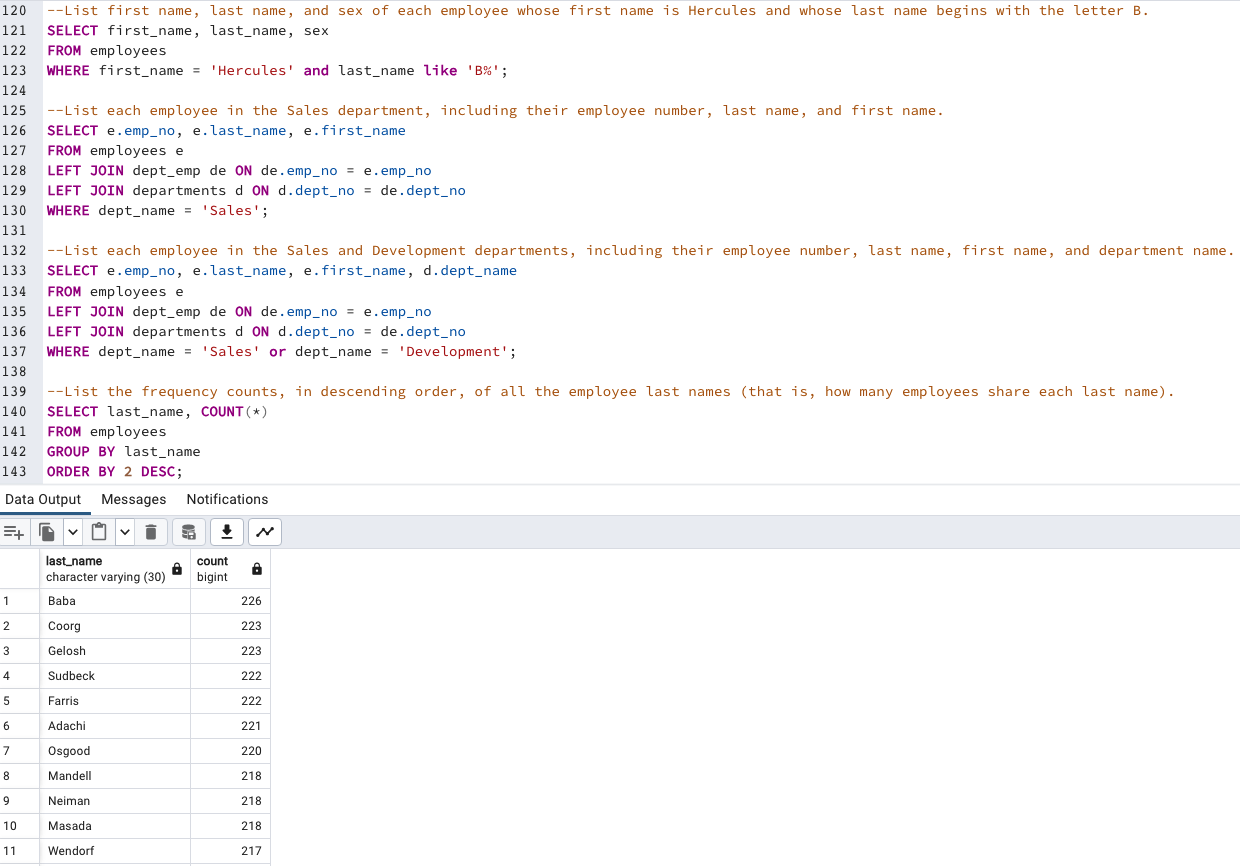 120 --List first name, last name, and sex of each employee whose first name is Hercules and whose last name begins with the letter B.
121 SELECT first_name, last_name, sex
122 FROM employees
123 WHERE first_name = 'Hercules' and last_name like 'B%';
124
125 --List each employee in the Sales department, including their employee number, last name, and first name.
126 SELECT e.emp_no, e.last_name, e.first_name
127 FROM employees e
128 LEFT JOIN dept_emp de ON de.emp_no = e.emp_no
129 LEFT JOIN departments d ON d.dept_no = de.dept_no
130 WHERE dept_name = 'Sales';
131
132 --List each employee in the Sales and Development departments, including their employee number, last name, first name, and department name.
133 SELECT e.emp_no, e.last_name, e.first_name, d.dept_name
134 FROM employees e
135 LEFT JOIN dept_emp de ON de.emp_no = e.emp_no
136 LEFT JOIN departments d ON d.dept_no = de.dept_no
137 WHERE dept_name = 'Sales' or dept_name = 'Development';
138
139 --List the frequency counts, in descending order, of all the employee last names (that is, how many employees share each last name).
140 SELECT last_name, COUNT(*)
141 FROM employees
142 GROUP BY last_name
143 ORDER BY 2 DESC;
Data Output Messages Notifications
last_name count
character varying (30) bigint
1 Baba 226
2 Coorg 223
3 Gelosh 223
4 Sudbeck 222
5 Farris 222
6 Adachi 221
7 Osgood 220
8 Mandell 218
9 Neiman 218
10 Masada 218
11 Wendorf 217